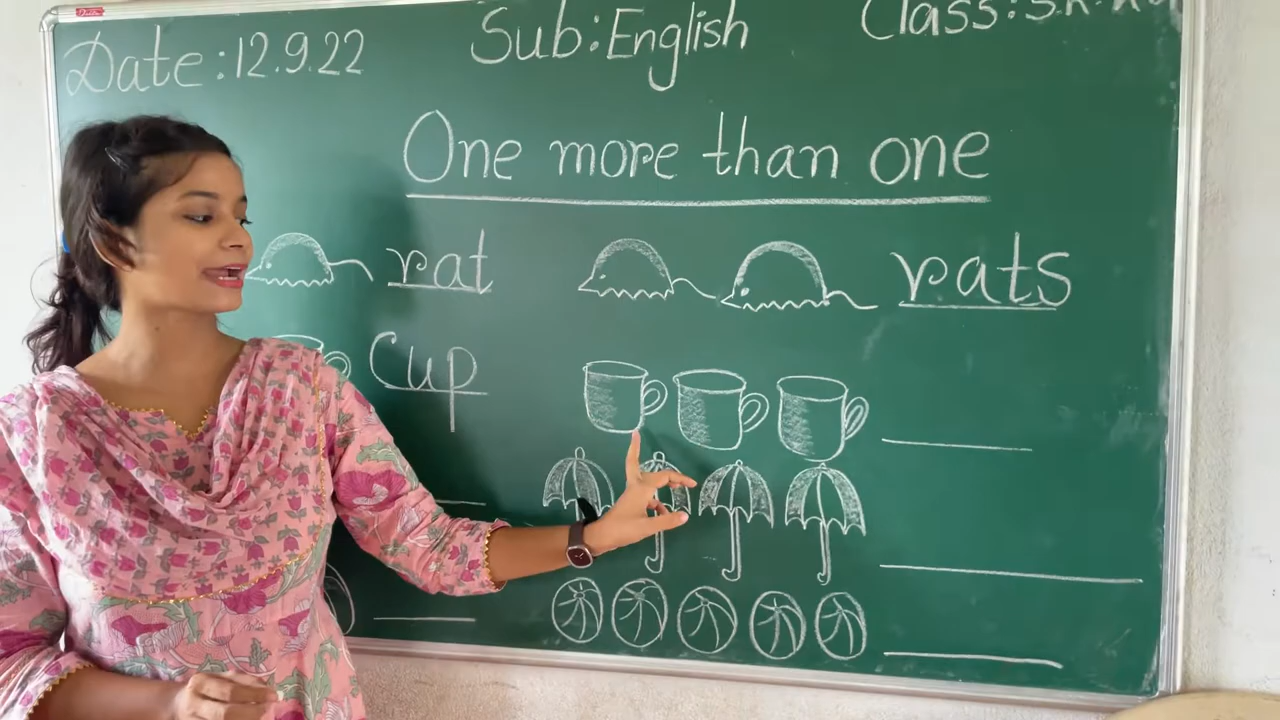 Date:12.9.22
Sub:English
Class:
One more than one
rat
rats
Cup